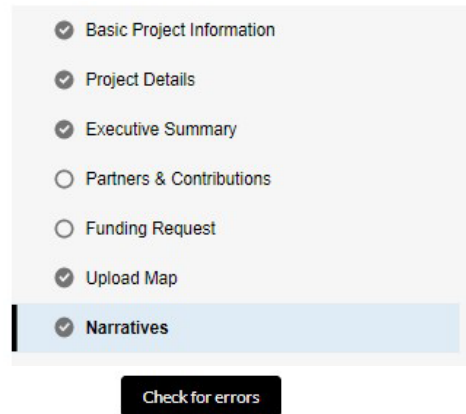 Basic Project Information
Project Details
Executive Summary
Partners & Contributions
Funding Request
Upload Map
Narratives
Check for errors